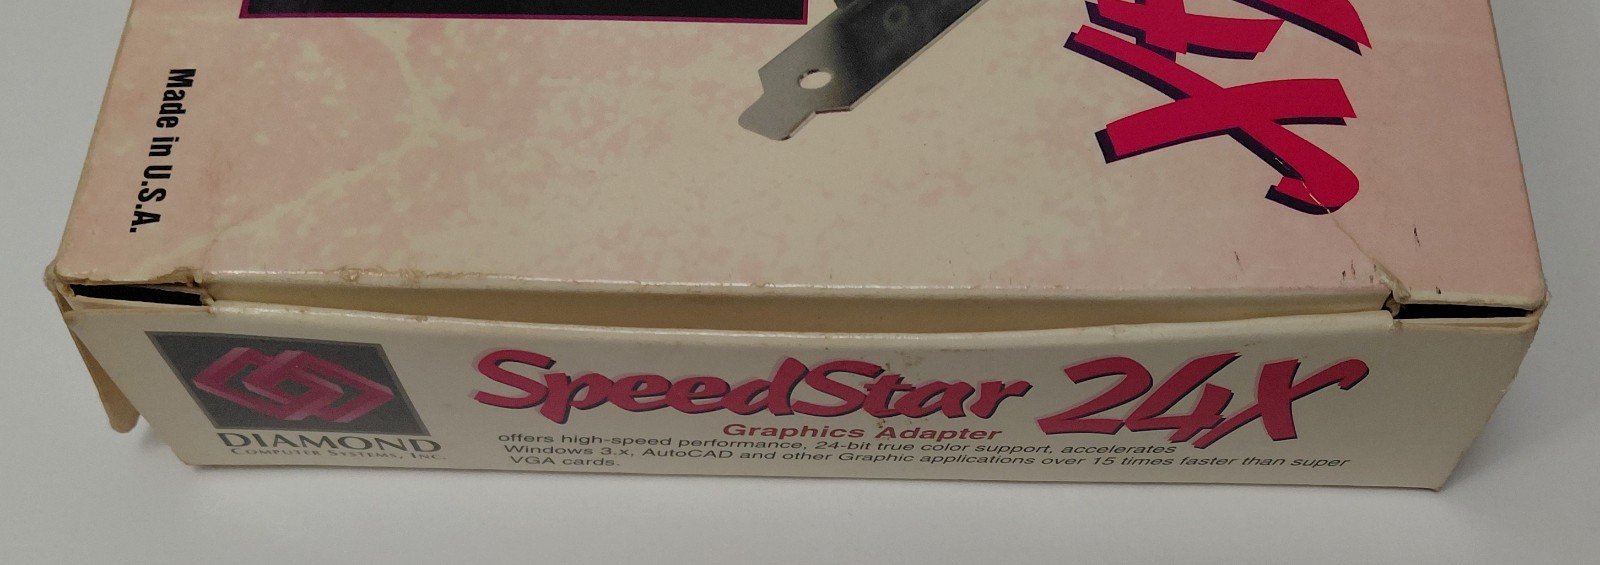 Made in U.S.A.
4X
DIAMOND
COMPUTER SYSTEMS, INC.
SpeedStar 24X
Graphics Adapter
offers high-speed performance, 24-bit true color support, accelerates
Windows 3.x, AutoCAD and other Graphic applications over 15 times faster than super
VGA cards.